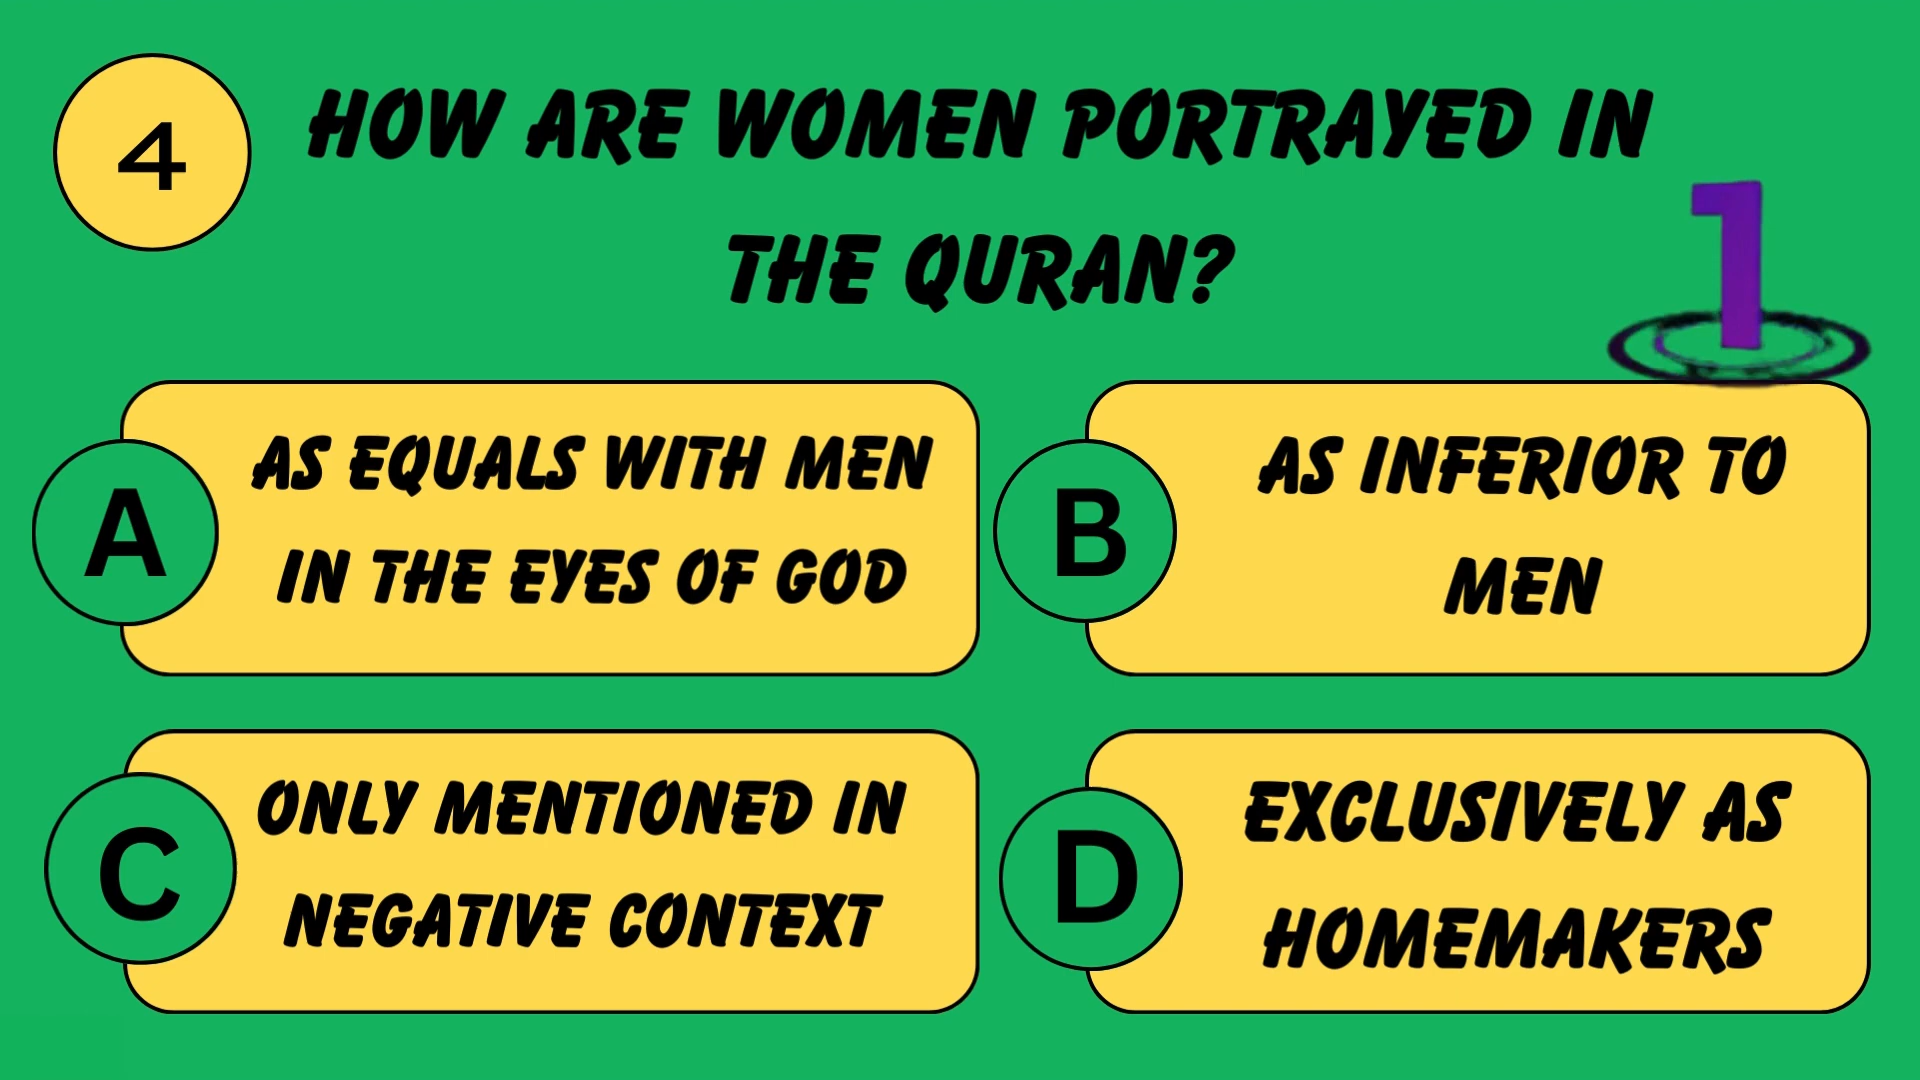 4
HOW ARE WOMEN PORTRAYED IN
THE QURAN?
1
A
AS EQUALS WITH MEN
IN THE EYES OF GOD
B
AS INFERIOR TO
MEN
C
ONLY MENTIONED IN
NEGATIVE CONTEXT
D
EXCLUSIVELY AS
HOMEMAKERS